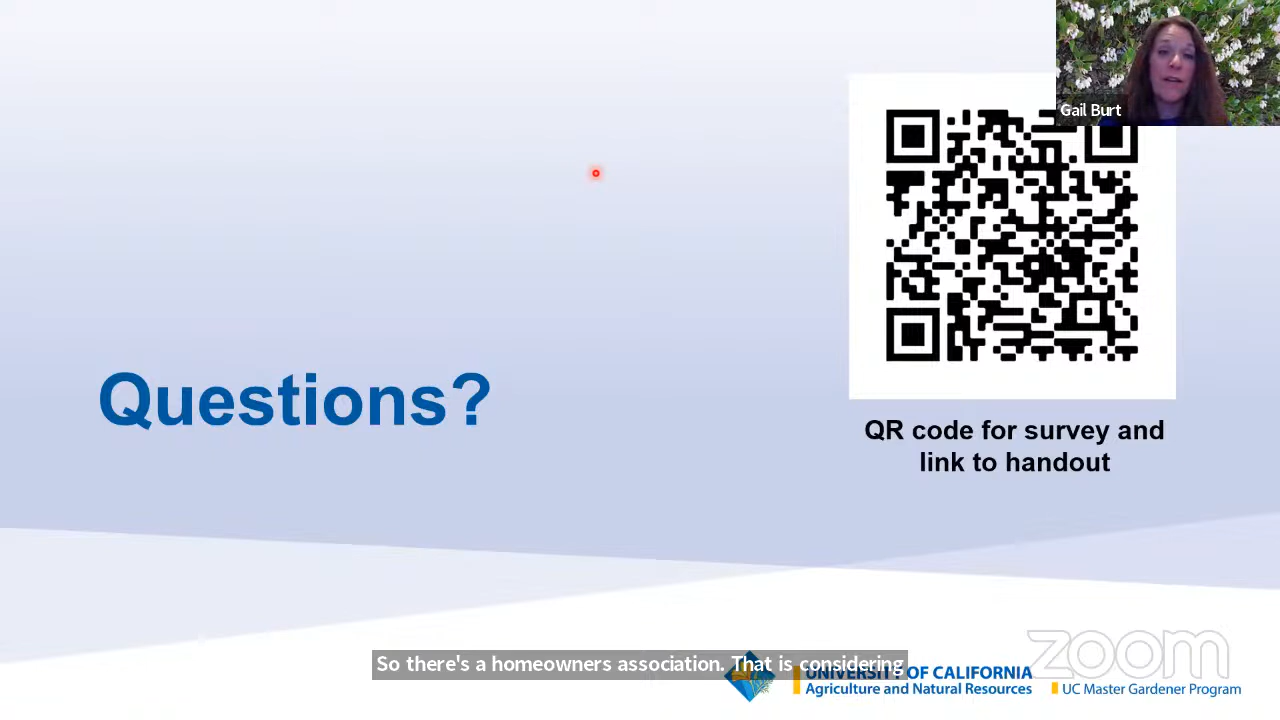 Gail Burt
Questions?
QR code for survey and
link to handout
So there's a homeowners association. That is considering
UNIVERSITY OF CALIFORNIA
Agriculture and Natural Resources
UC Master Gardener Program
zoom